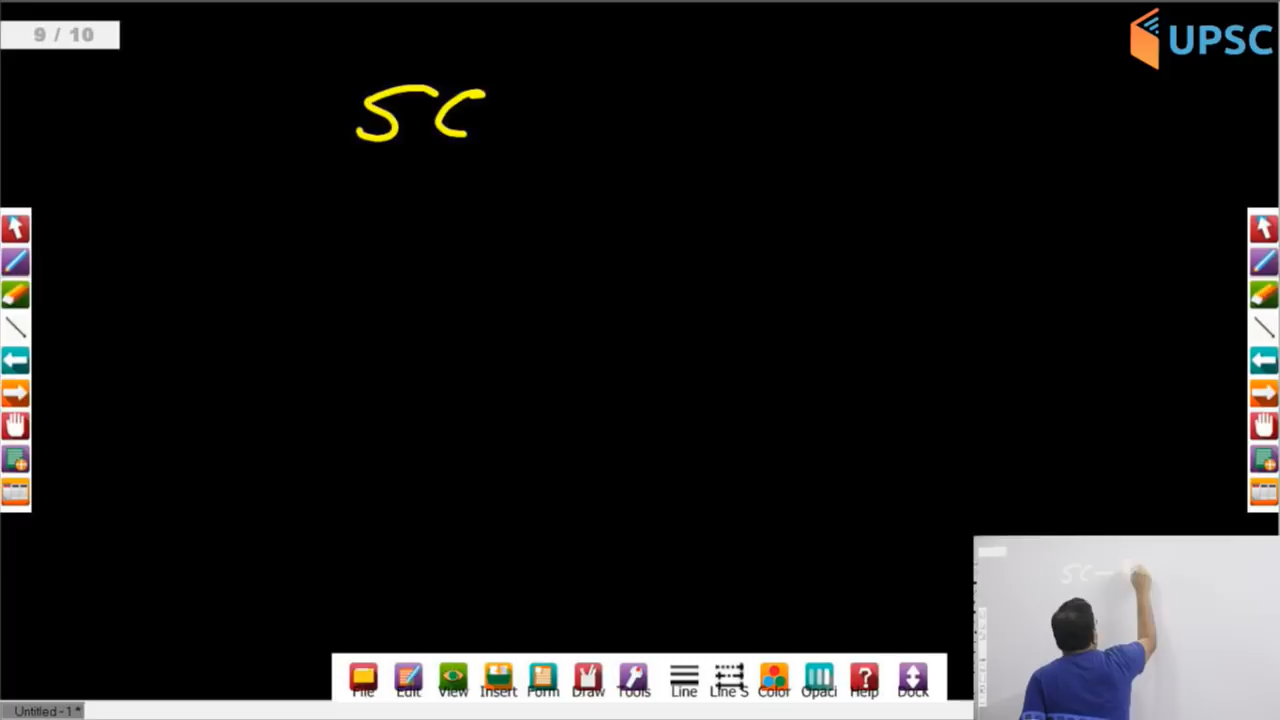 9 / 10
UPSC
SC
SC —
File Edit View Insert Form Draw Tools Line Line S Color Opaci Help Dock
Untitled - 1 *